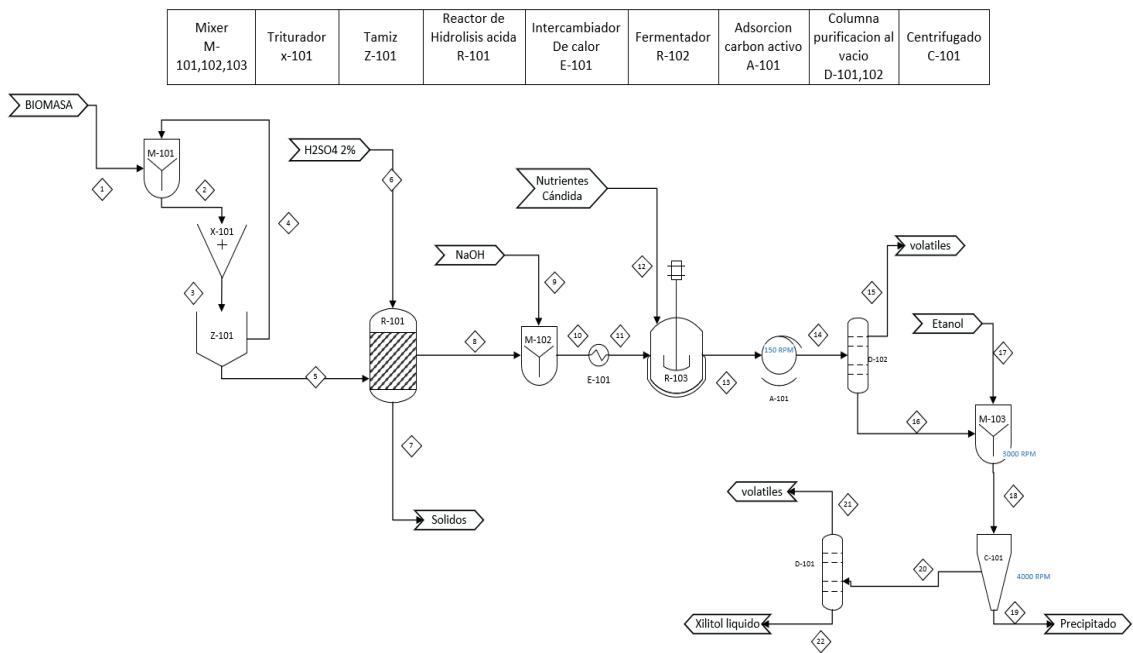 Mixer
M-
101,102,103
Triturador
x-101
Tamiz
Z-101
Reactor de
Hidrolisis acida
R-101
Intercambiador
De calor
E-101
Fermentador
R-102
Adsorcion
carbon activo
A-101
Columna
purificacion al
vacio
D-101,102
Centrifugado
C-101
BIOMASA
M-101
1
2
X-101
3
4
Z-101
5
H2SO4 2%
6
R-101
7
Solidos
8
NaOH
9
M-102
10
11
E-101
Nutrientes
Cándida
12
R-103
13
150 RPM
A-101
14
15
volatiles
D-102
16
Etanol
17
M-103
3000 RPM
18
C-101
4000 RPM
19
Precipitado
20
D-101
21
volatiles
22
Xilitol liquido